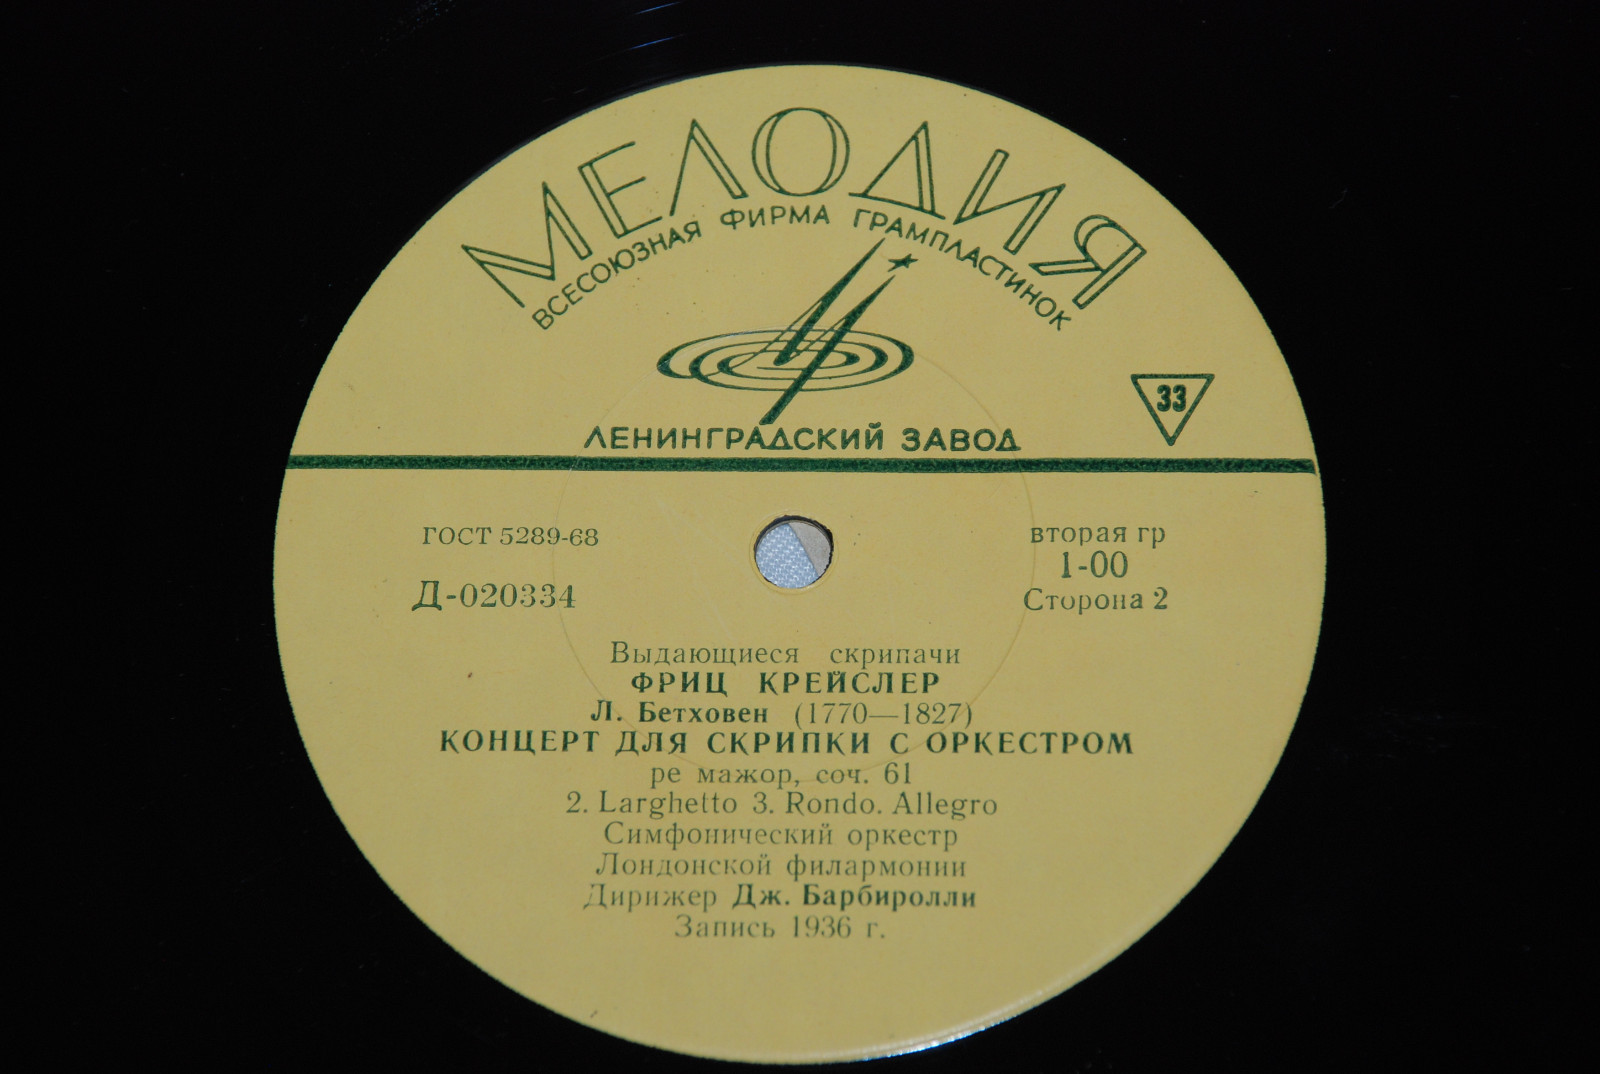 МЕЛОДИЯ
ВСЕСОЮЗНАЯ ФИРМА ГРАМПЛАСТИНОК
33
ЛЕНИНГРАДСКИЙ ЗАВОД
ГОСТ 5289-68
вторая гр
Д-020334
1-00
Сторона 2
Выдающиеся скрипачи
ФРИЦ КРЕЙСЛЕР
Л. Бетховен (1770—1827)
КОНЦЕРТ ДЛЯ СКРИПКИ С ОРКЕСТРОМ
ре мажор, соч. 61
2. Larghetto 3. Rondo. Allegro
Симфонический оркестр
Лондонской филармонии
Дирижер Дж. Барбиролли
Запись 1936 г.